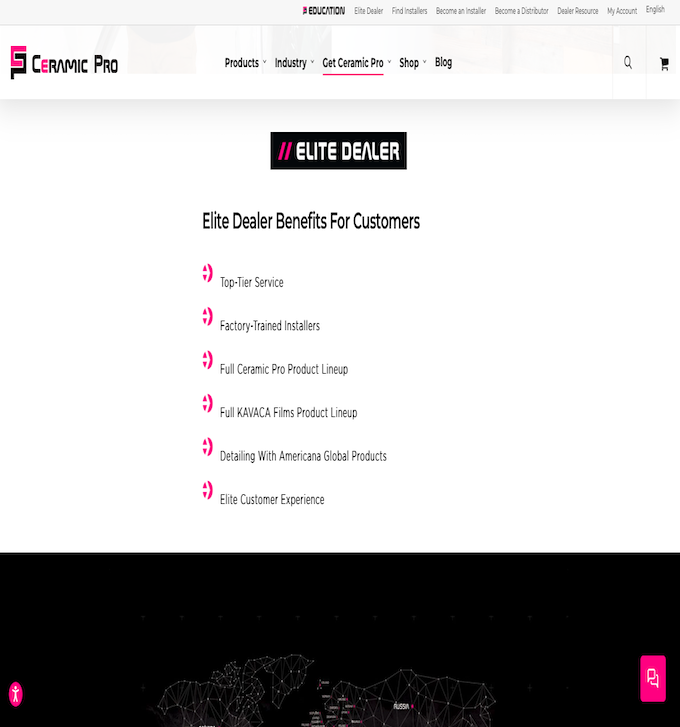 EDUCATION Elite Dealer Find Installers Become an Installer Become a Distributor Dealer Resource My Account English
CERAMIC PRO Products Industry Get Ceramic Pro Shop Blog
// ELITE DEALER
Elite Dealer Benefits For Customers
Top-Tier Service
Factory-Trained Installers
Full Ceramic Pro Product Lineup
Full KAVACA Films Product Lineup
Detailing With Americana Global Products
Elite Customer Experience
RUSSIA